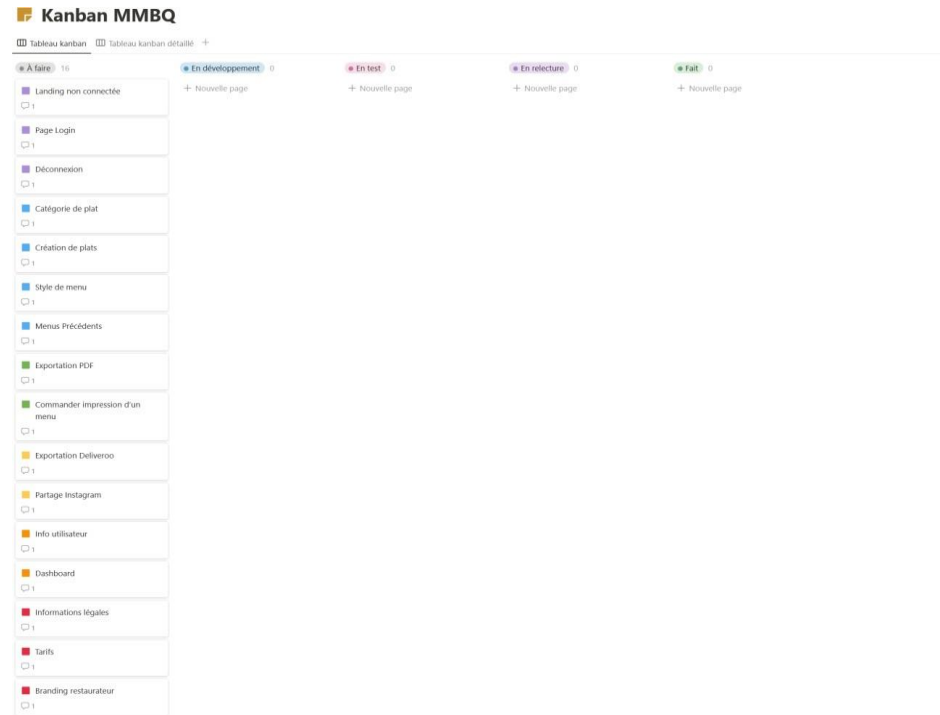 Kanban MMBQ
Tableau kanban Tableau kanban détaillé +
À faire 16 En développement 0 En test 0 En relecture 0 Fait 0
+ Nouvelle page + Nouvelle page + Nouvelle page + Nouvelle page
Landing non connectée
1
Page Login
1
Déconnexion
1
Catégorie de plat
1
Création de plats
1
Style de menu
1
Menus Précédents
1
Exportation PDF
1
Commander impression d'un
menu
1
Exportation Deliveroo
1
Partage Instagram
1
Info utilisateur
1
Dashboard
1
Informations légales
1
Tarifs
1
Branding restaurateur
1